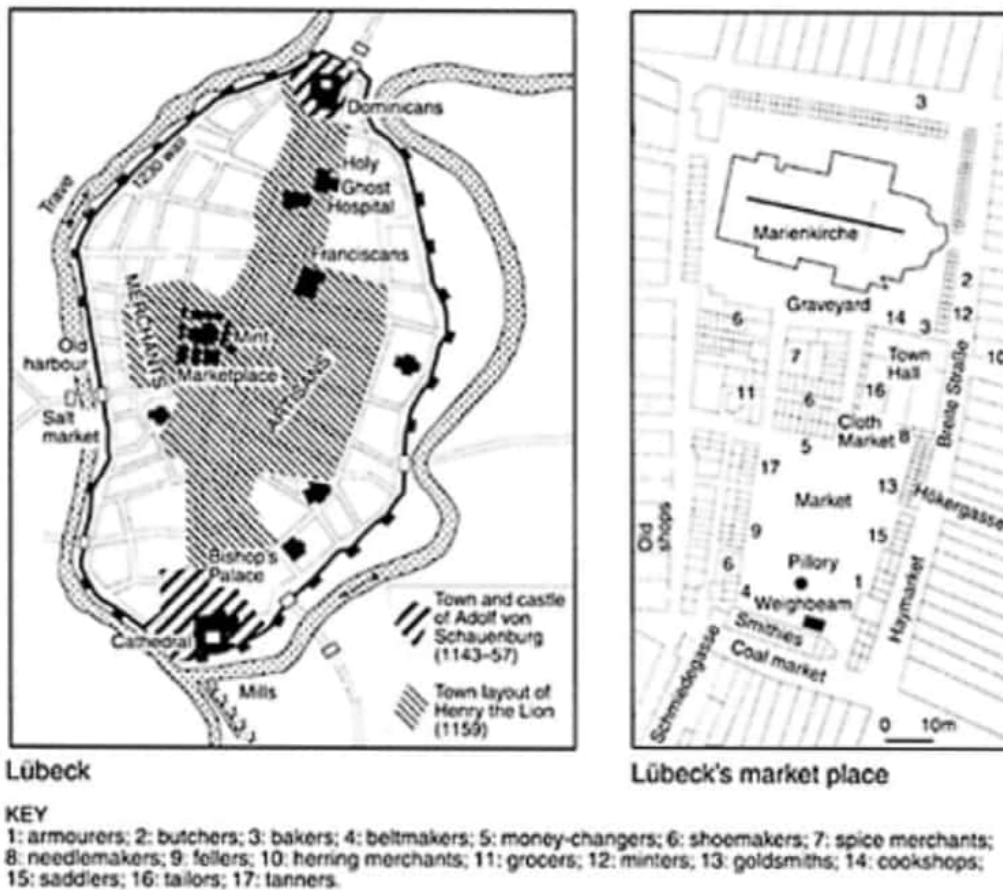 Dominicans
Holy
Ghost
Hospital
Trave
1230 wall
Franciscans
MERCHANTS
Mint
Old
harbour
Marketplace
ARTISANS
Salt
market
Bishop's
Palace
Cathedral
Mills
Town and castle
of Adolf von
Schauenburg
(1143–57)
Town layout of
Henry the Lion
(1159)
Lübeck
3
Marienkirche
2
Graveyard
14
12
3
6
7
Town
Hall
10
11
6
16
Cloth
Market
8
Breite Straße
5
17
13
Market
Hökergasse
Old
shops
9
15
Pillory
6
4
1
Weighbeam
Haymarket
Smithies
Coal market
Schmiedegasse
0 10m
Lübeck's market place
KEY
1: armourers; 2: butchers; 3: bakers; 4: beltmakers; 5: money-changers; 6: shoemakers; 7: spice merchants;
8: needlemakers; 9: fellers; 10: herring merchants; 11: grocers; 12: minters; 13: goldsmiths; 14: cookshops;
15: saddlers; 16: tailors; 17: tanners.